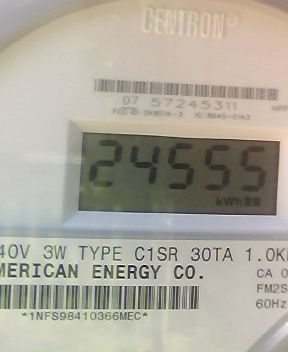 CENTRON
07 57245311
24555
kWh
40V 3W TYPE C1SR 30TA 1.0K
MERICAN ENERGY CO.
CA 0
FM2S
60Hz
*1NFS98410366MEC*